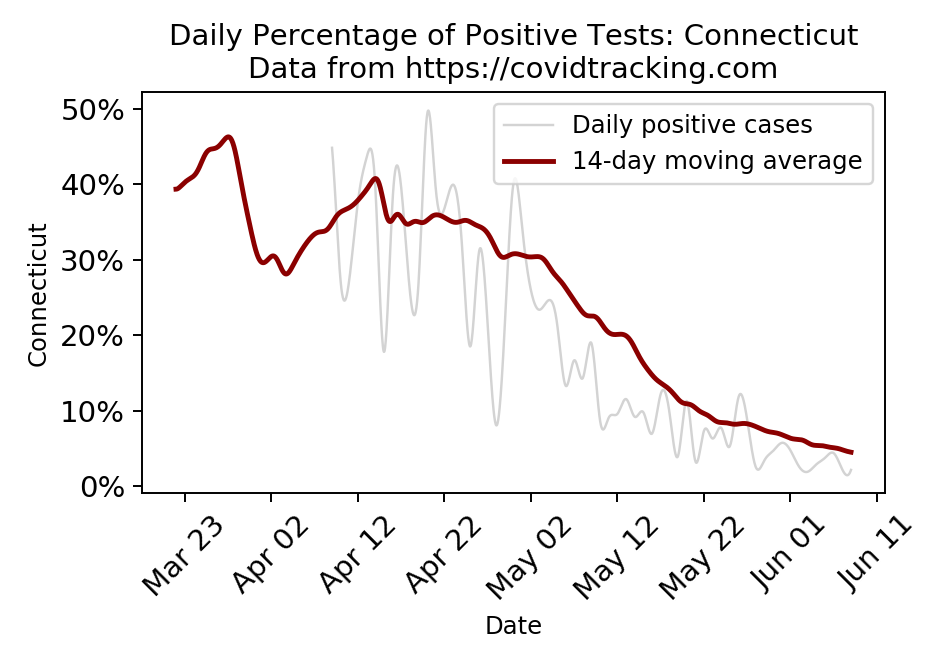 Daily Percentage of Positive Tests: Connecticut
Data from https://covidtracking.com
Daily positive cases
14-day moving average
50%
40%
30%
20%
10%
0%
Connecticut
Mar 23
Apr 02
Apr 12
Apr 22
May 02
May 12
May 22
Jun 01
Jun 11
Date